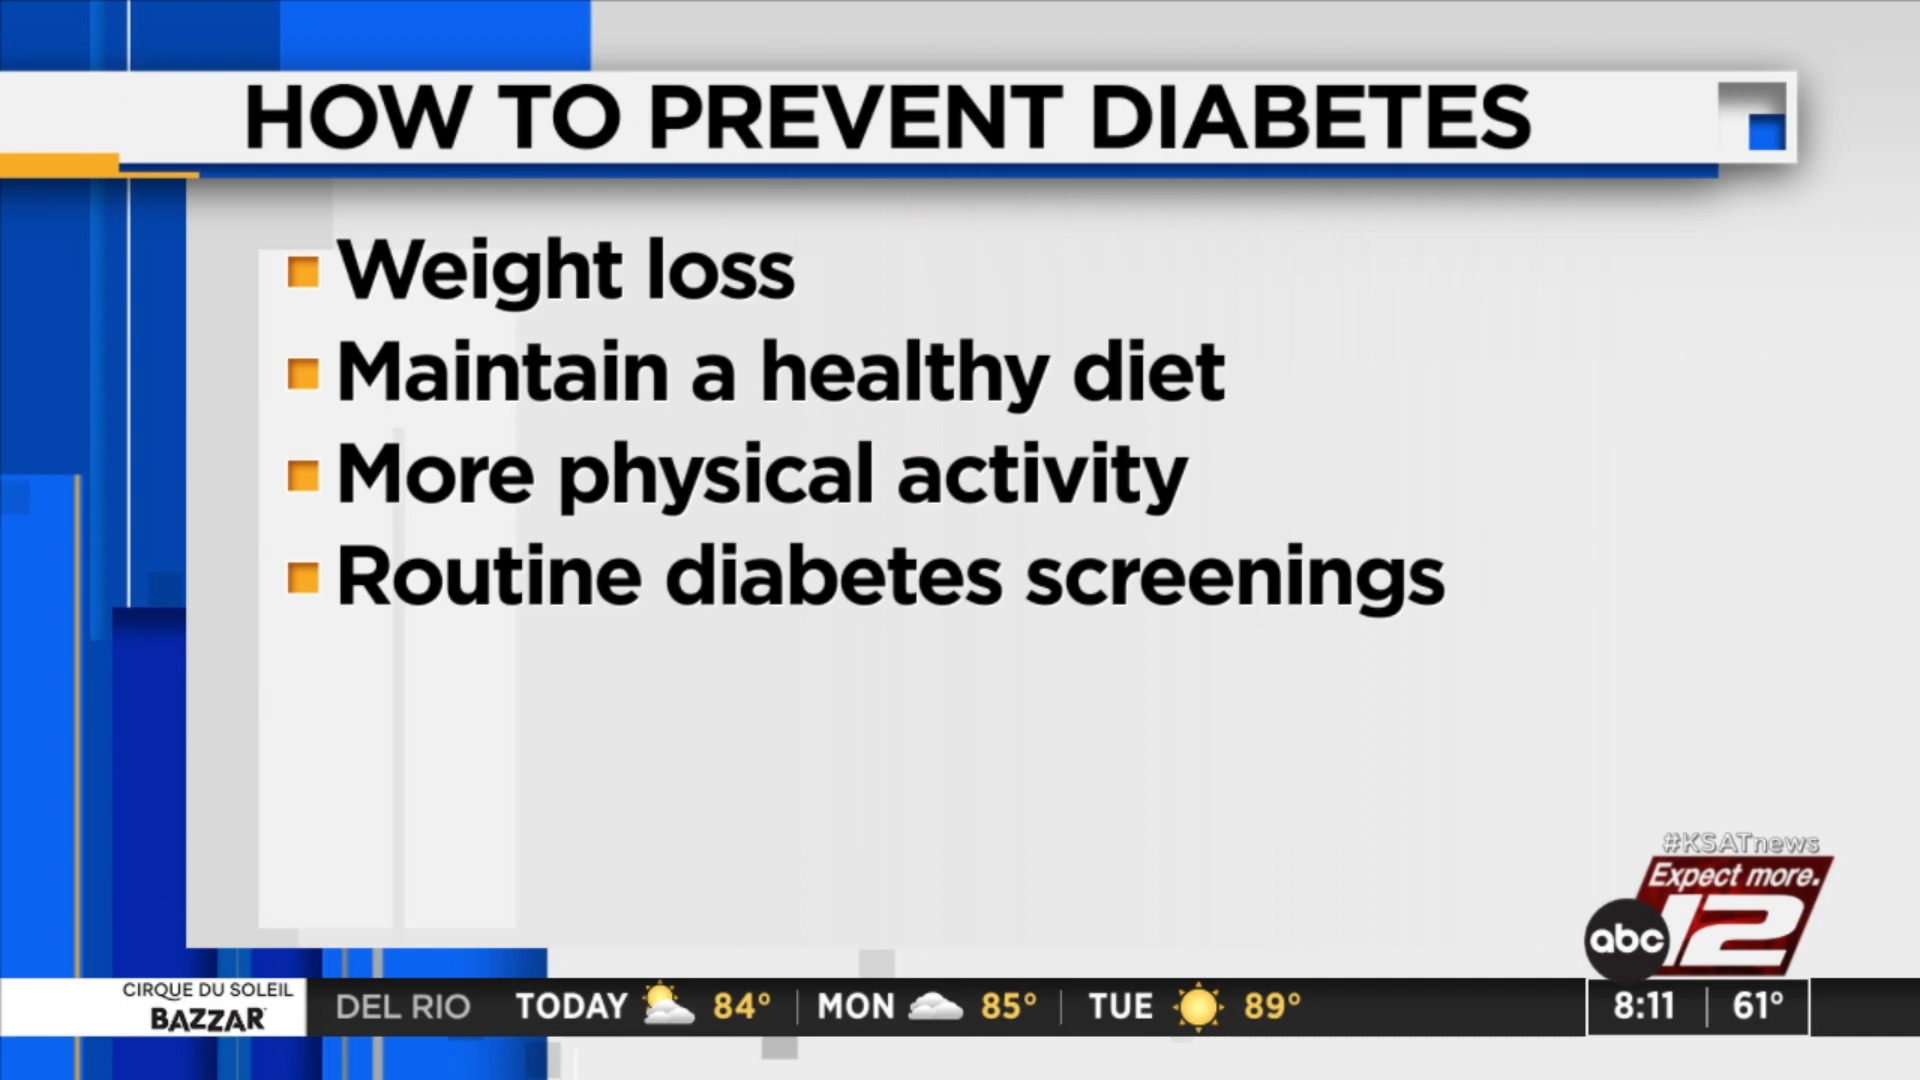 HOW TO PREVENT DIABETES
Weight loss
Maintain a healthy diet
More physical activity
Routine diabetes screenings
#KSATnews
Expect more.
abc 12
CIRQUE DU SOLEIL
BAZZAR
DEL RIO TODAY 84° MON 85° TUE 89°
8:11 61°